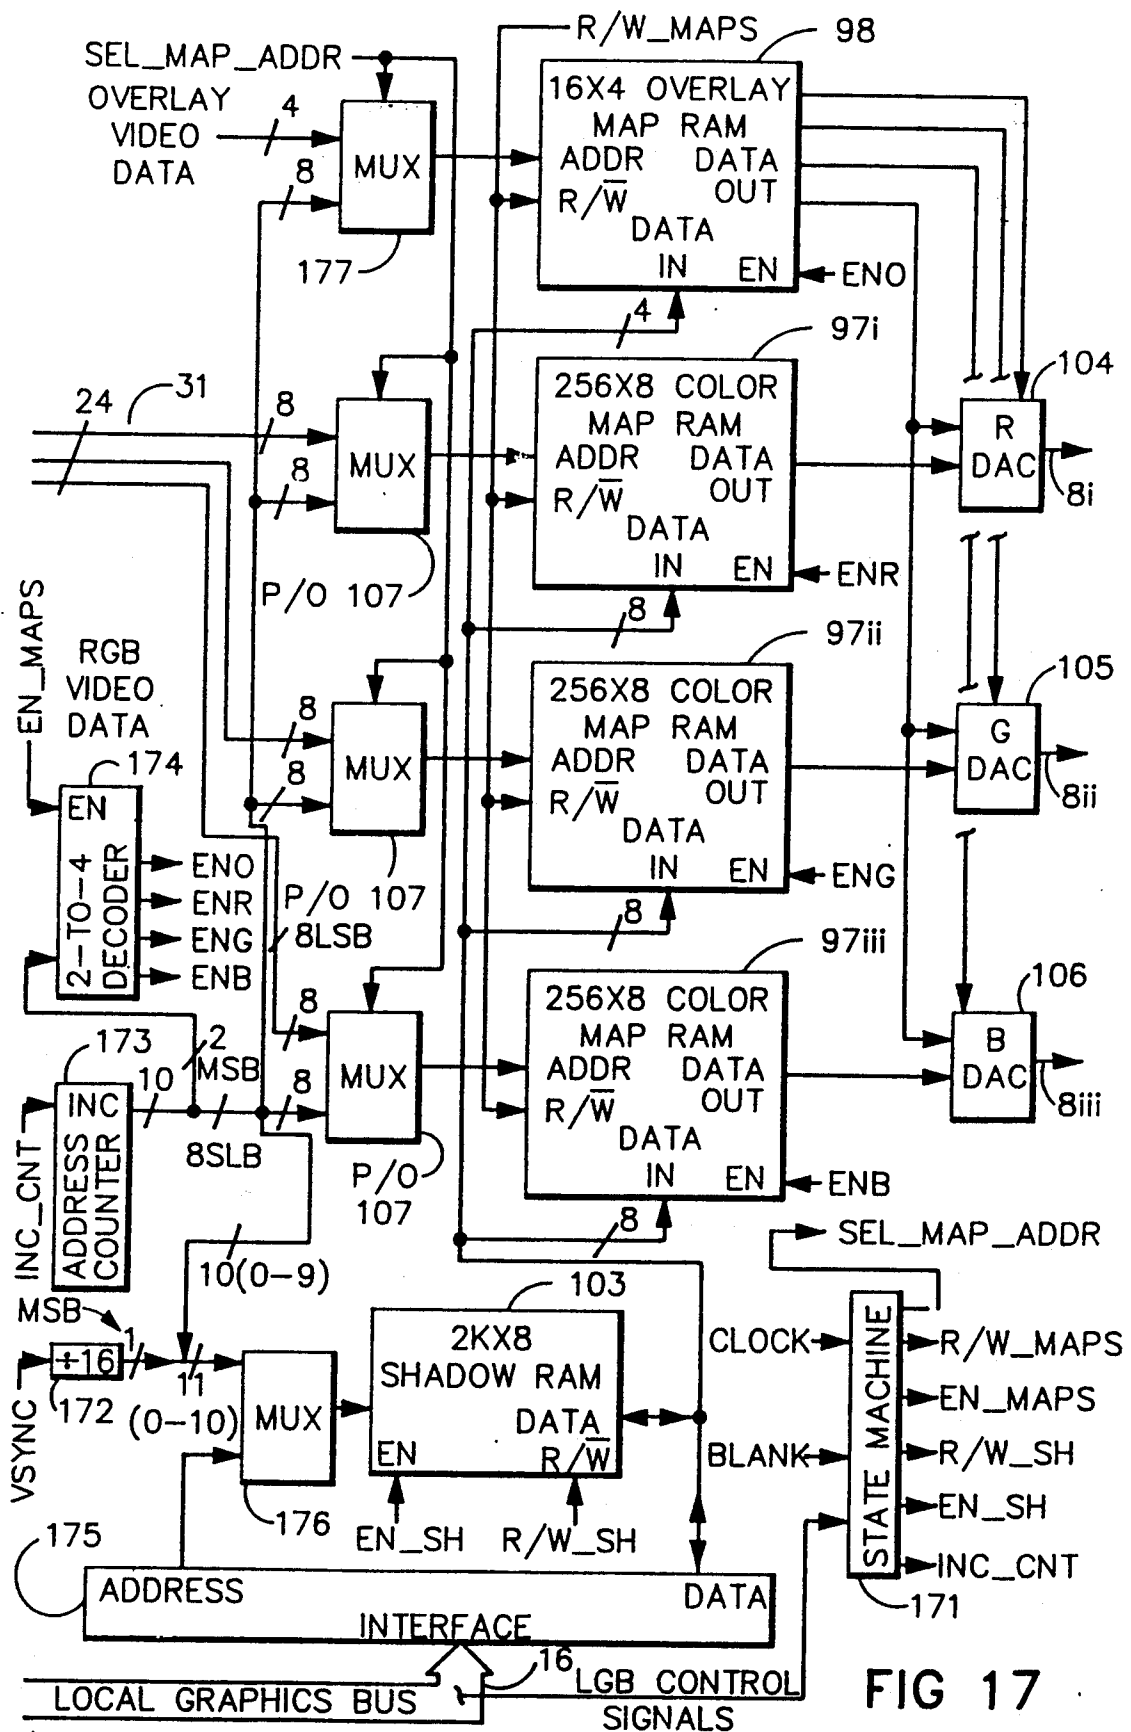 R/W_MAPS
98
SEL_MAP_ADDR
OVERLAY
VIDEO
DATA
4
8
MUX
177
16X4 OVERLAY
MAP RAM
ADDR DATA
OUT
R/W̅
DATA
IN
EN
ENO
4
97i
31
24
8
8
MUX
P/O 107
256X8 COLOR
MAP RAM
ADDR DATA
OUT
R/W̅
DATA
IN
EN
ENR
8
104
R
DAC
8i
EN_MAPS
RGB
VIDEO
DATA
97ii
8
8
MUX
P/O 107
256X8 COLOR
MAP RAM
ADDR DATA
OUT
R/W̅
DATA
IN
EN
ENG
8
105
G
DAC
8ii
174
EN
2-TO-4
DECODER
ENO
ENR
ENG
ENB
8LSB
97iii
8
8
MUX
P/O
107
256X8 COLOR
MAP RAM
ADDR DATA
OUT
R/W̅
DATA
IN
EN
ENB
8
106
B
DAC
8iii
173
2
MSB
10
INC
ADDRESS
COUNTER
INC_CNT
8SLB
10(0-9)
MSB
1
÷16
172
VSYNC
11
(0-10)
MUX
176
103
2KX8
SHADOW RAM
DATA
EN
R/W̅
EN_SH
R/W_SH
SEL_MAP_ADDR
CLOCK
BLANK
STATE MACHINE
R/W_MAPS
EN_MAPS
R/W_SH
EN_SH
INC_CNT
171
175
ADDRESS
DATA
INTERFACE
16
LOCAL GRAPHICS BUS
LGB CONTROL
SIGNALS
FIG 17